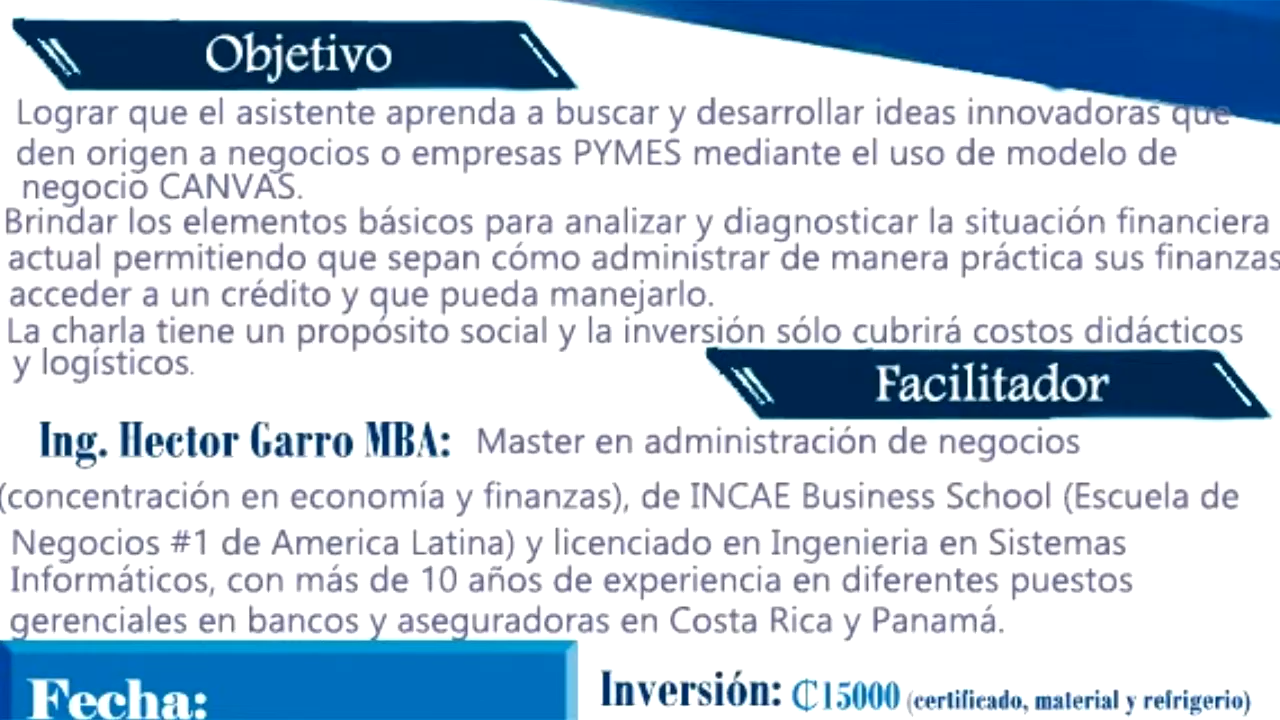 Objetivo
Lograr que el asistente aprenda a buscar y desarrollar ideas innovadoras que
den origen a negocios o empresas PYMES mediante el uso de modelo de
negocio CANVAS.
Brindar los elementos básicos para analizar y diagnosticar la situación financiera
actual permitiendo que sepan cómo administrar de manera práctica sus finanzas
acceder a un crédito y que pueda manejarlo.
La charla tiene un propósito social y la inversión sólo cubrirá costos didácticos
y logísticos.
Facilitador
Ing. Hector Garro MBA: Master en administración de negocios
(concentración en economía y finanzas), de INCAE Business School (Escuela de
Negocios #1 de America Latina) y licenciado en Ingenieria en Sistemas
Informáticos, con más de 10 años de experiencia en diferentes puestos
gerenciales en bancos y aseguradoras en Costa Rica y Panamá.
Fecha:
Inversión: ₡15000 (certificado, material y refrigerio)